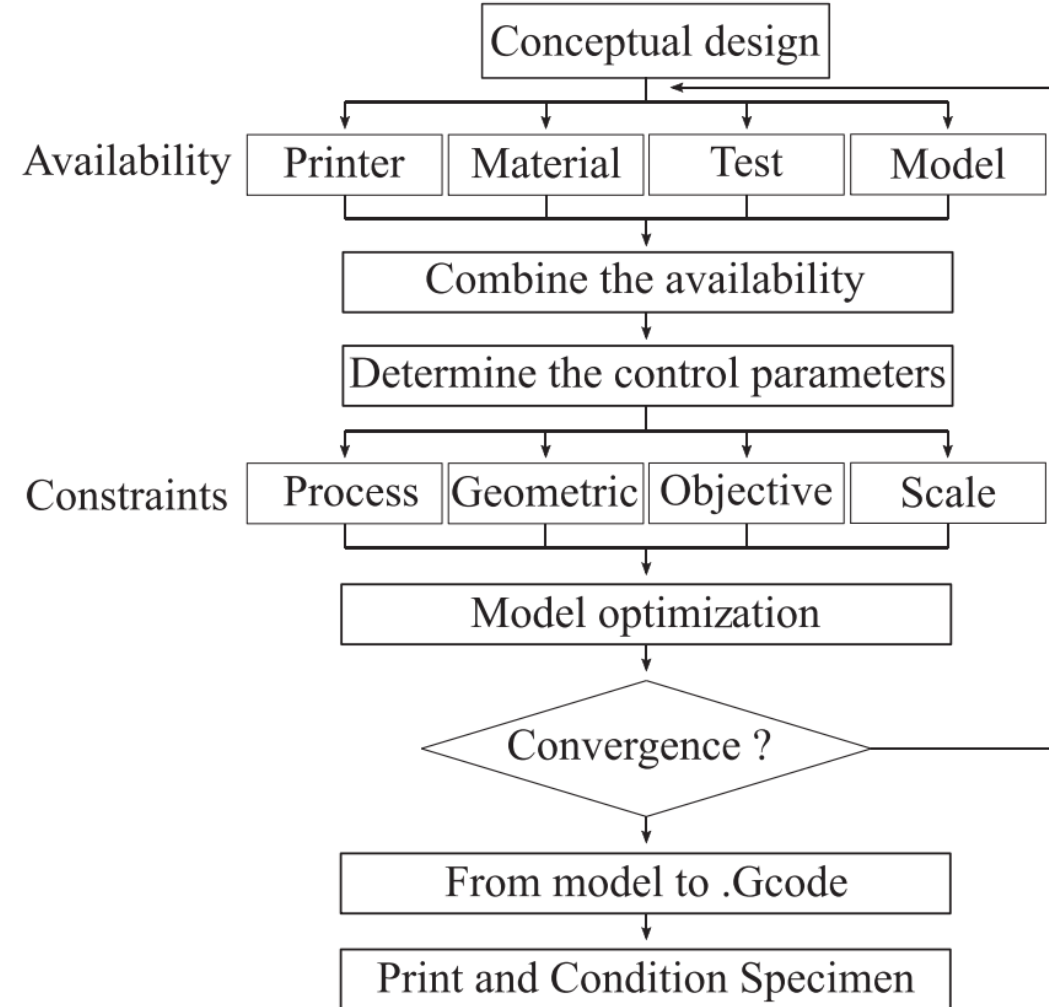 Conceptual design
Availability Printer Material Test Model
Combine the availability
Determine the control parameters
Constraints Process Geometric Objective Scale
Model optimization
Convergence ?
From model to .Gcode
Print and Condition Specimen